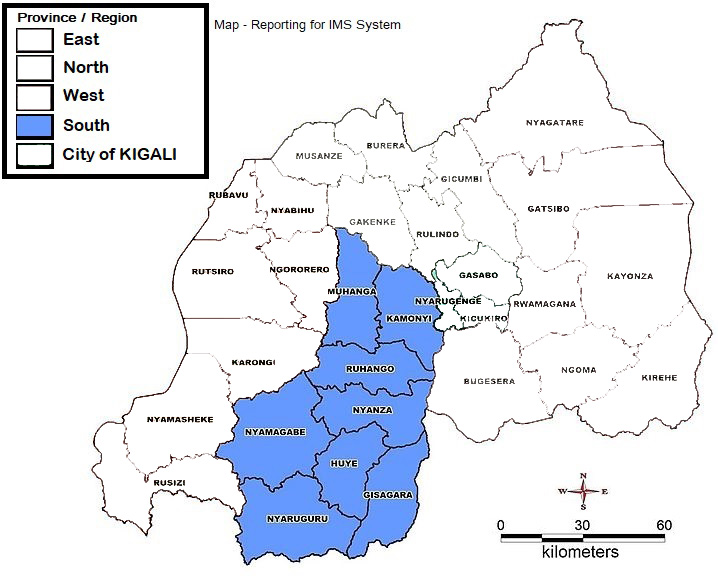 Province / Region
East
North
West
South
City of KIGALI
Map - Reporting for IMS System
NYAGATARE
BURERA
MUSANZE
GICUMBI
RUBAVU
NYABIHU
GATSIBO
GAKENKE
RULINDO
RUTSIRO
NGORORERO
GASABO
KAYONZA
MUHANGA
NYARUGENGE
RWAMAGANA
KAMONYI
KICUKIRO
KARONGI
RUHANGO
NGOMA
KIREHE
BUGESERA
NYANZA
NYAMASHEKE
NYAMAGABE
HUYE
RUSIZI
GISAGARA
NYARUGURU
N
W E
S
0 30 60
kilometers